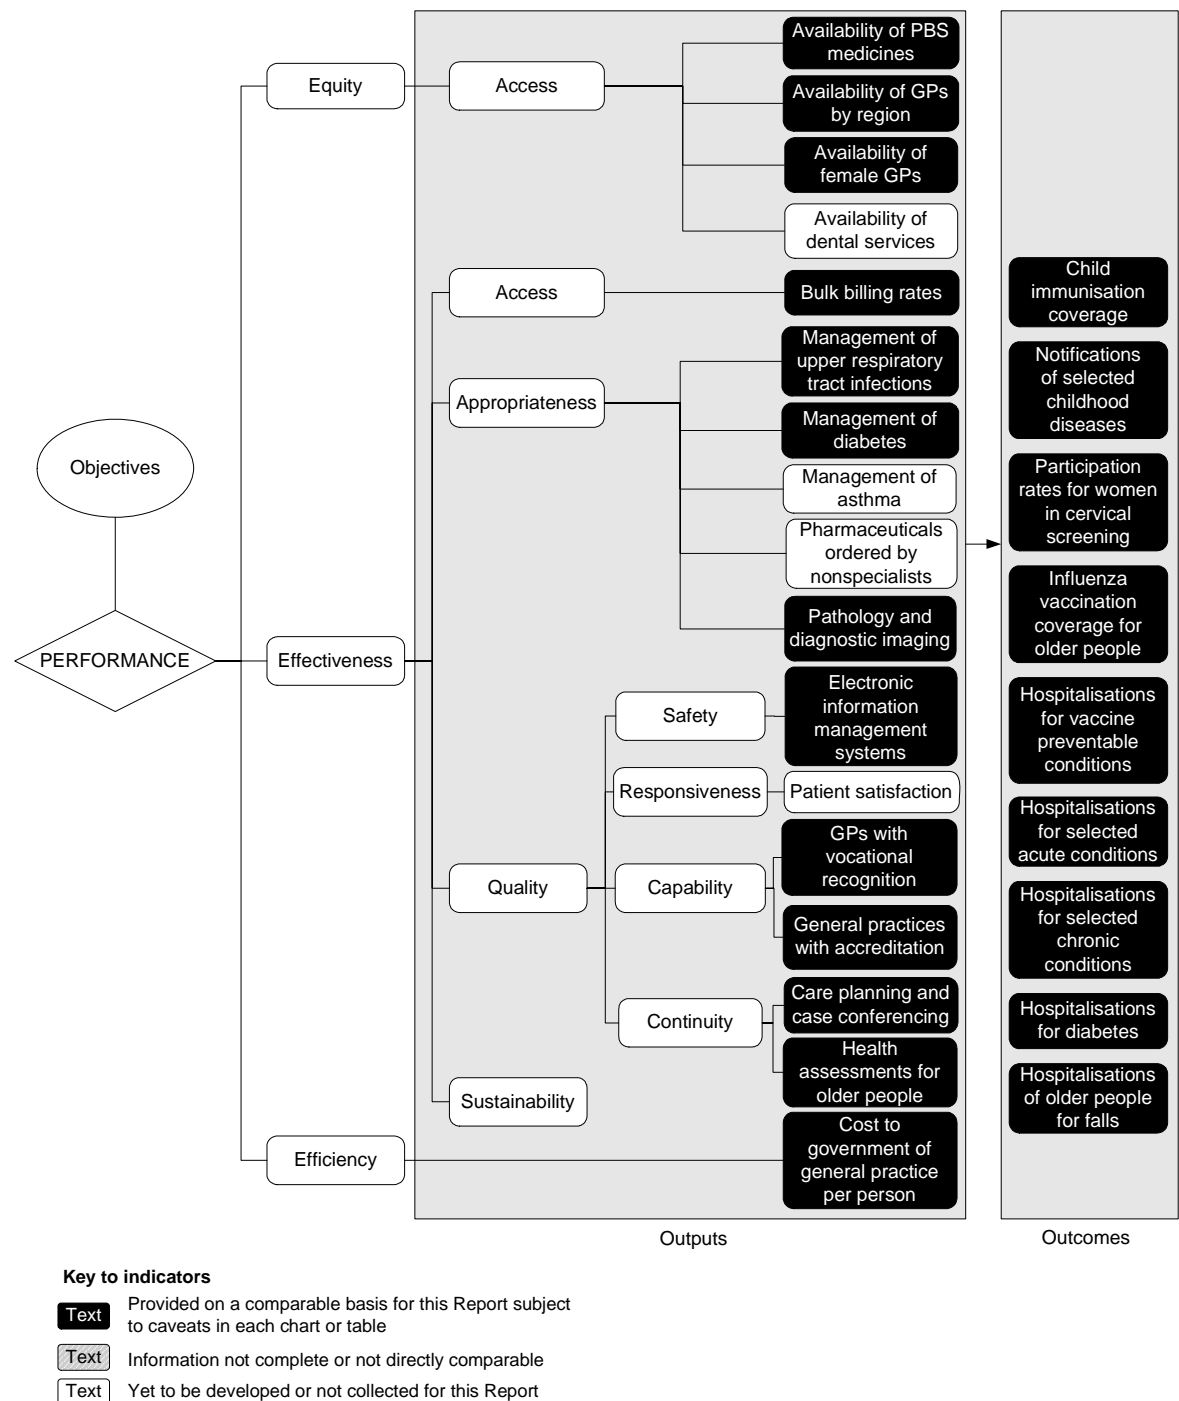 Objectives
PERFORMANCE
Equity
Effectiveness
Efficiency
Access
Access
Appropriateness
Quality
Sustainability
Safety
Responsiveness
Capability
Continuity
Availability of PBS
medicines
Availability of GPs
by region
Availability of
female GPs
Availability of
dental services
Bulk billing rates
Management of
upper respiratory
tract infections
Management of
diabetes
Management of
asthma
Pharmaceuticals
ordered by
nonspecialists
Pathology and
diagnostic imaging
Electronic
information
management
systems
Patient satisfaction
GPs with
vocational
recognition
General practices
with accreditation
Care planning and
case conferencing
Health
assessments for
older people
Cost to
government of
general practice
per person
Outputs
Child
immunisation
coverage
Notifications
of selected
childhood
diseases
Participation
rates for women
in cervical
screening
Influenza
vaccination
coverage for
older people
Hospitalisations
for vaccine
preventable
conditions
Hospitalisations
for selected
acute conditions
Hospitalisations
for selected
chronic
conditions
Hospitalisations
for diabetes
Hospitalisations
of older people
for falls
Outcomes
Key to indicators
Text
Provided on a comparable basis for this Report subject
to caveats in each chart or table
Text
Information not complete or not directly comparable
Text
Yet to be developed or not collected for this Report